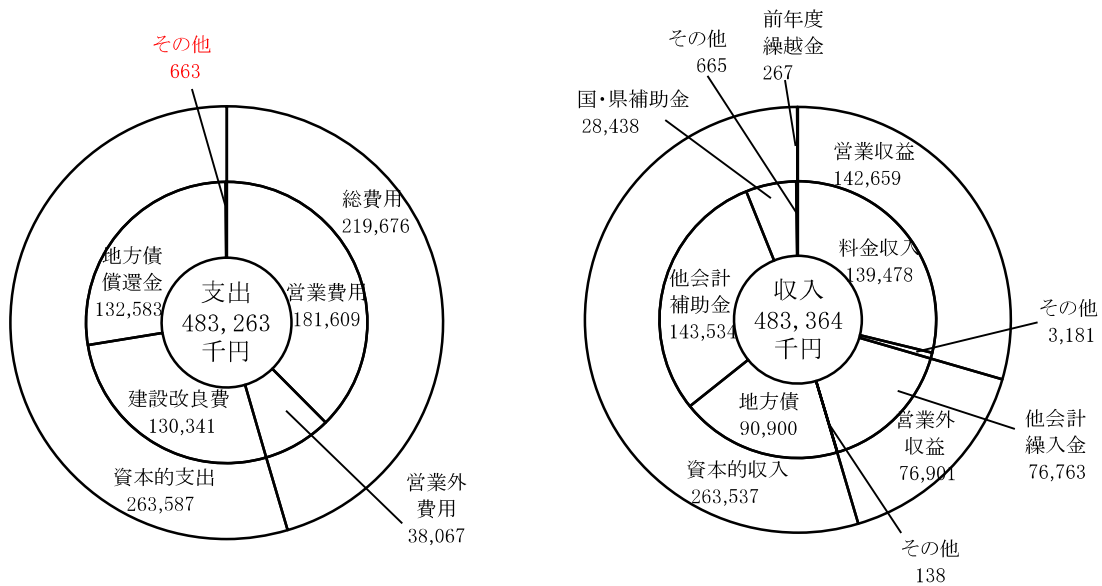 その他
663
総費用
219,676
地方債
償還金
132,583
支出
483,263
千円
営業費用
181,609
建設改良費
130,341
資本的支出
263,587
営業外
費用
38,067
前年度
繰越金
267
その他
665
国・県補助金
28,438
営業収益
142,659
料金収入
139,478
他会計
補助金
143,534
収入
483,364
千円
その他
3,181
地方債
90,900
営業外
収益
76,901
他会計
繰入金
76,763
資本的収入
263,537
その他
138